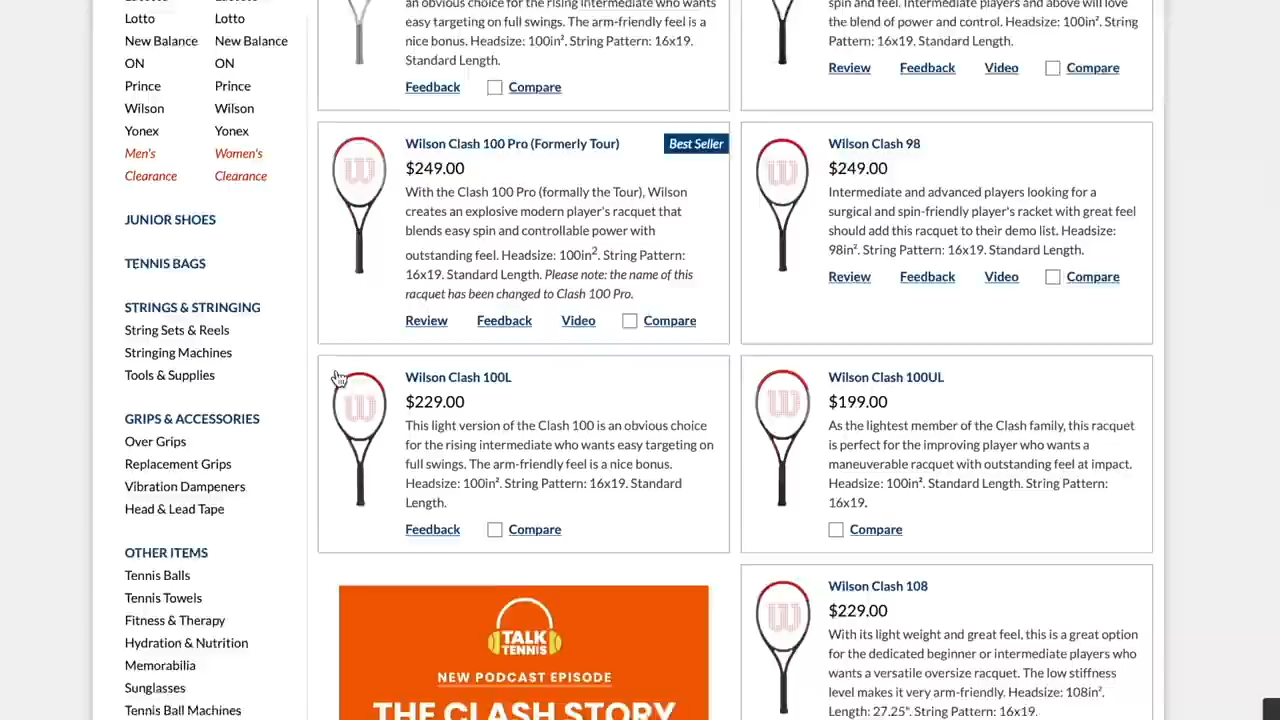 Lotto
New Balance
ON
Prince
Wilson
Yonex
Men's
Clearance
Lotto
New Balance
ON
Prince
Wilson
Yonex
Women's
Clearance
JUNIOR SHOES
TENNIS BAGS
STRINGS & STRINGING
String Sets & Reels
Stringing Machines
Tools & Supplies
GRIPS & ACCESSORIES
Over Grips
Replacement Grips
Vibration Dampeners
Head & Lead Tape
OTHER ITEMS
Tennis Balls
Tennis Towels
Fitness & Therapy
Hydration & Nutrition
Memorabilia
Sunglasses
Tennis Ball Machines
an obvious choice for the rising intermediate who wants
easy targeting on full swings. The arm-friendly feel is a
nice bonus. Headsize: 100in². String Pattern: 16x19.
Standard Length.
Feedback Compare
spin and feel. Intermediate players and above will love
the blend of power and control. Headsize: 100in². String
Pattern: 16x19. Standard Length.
Review Feedback Video Compare
Wilson Clash 100 Pro (Formerly Tour) Best Seller
$249.00
With the Clash 100 Pro (formally the Tour), Wilson
creates an explosive modern player's racquet that
blends easy spin and controllable power with
outstanding feel. Headsize: 100in². String Pattern:
16x19. Standard Length. Please note: the name of this
racquet has been changed to Clash 100 Pro.
Review Feedback Video Compare
Wilson Clash 98
$249.00
Intermediate and advanced players looking for a
surgical and spin-friendly player's racket with great feel
should add this racquet to their demo list. Headsize:
98in². String Pattern: 16x19. Standard Length.
Review Feedback Video Compare
Wilson Clash 100L
$229.00
This light version of the Clash 100 is an obvious choice
for the rising intermediate who wants easy targeting on
full swings. The arm-friendly feel is a nice bonus.
Headsize: 100in². String Pattern: 16x19. Standard
Length.
Feedback Compare
Wilson Clash 100UL
$199.00
As the lightest member of the Clash family, this racquet
is perfect for the improving player who wants a
maneuverable racquet with outstanding feel at impact.
Headsize: 100in². Standard Length. String Pattern:
16x19.
Compare
TALK
TENNIS
NEW PODCAST EPISODE
THE CLASH STORY
Wilson Clash 108
$229.00
With its light weight and great feel, this is a great option
for the dedicated beginner or intermediate players who
wants a versatile oversize racquet. The low stiffness
level makes it very arm-friendly. Headsize: 108in².
Length: 27.25". String Pattern: 16x19.